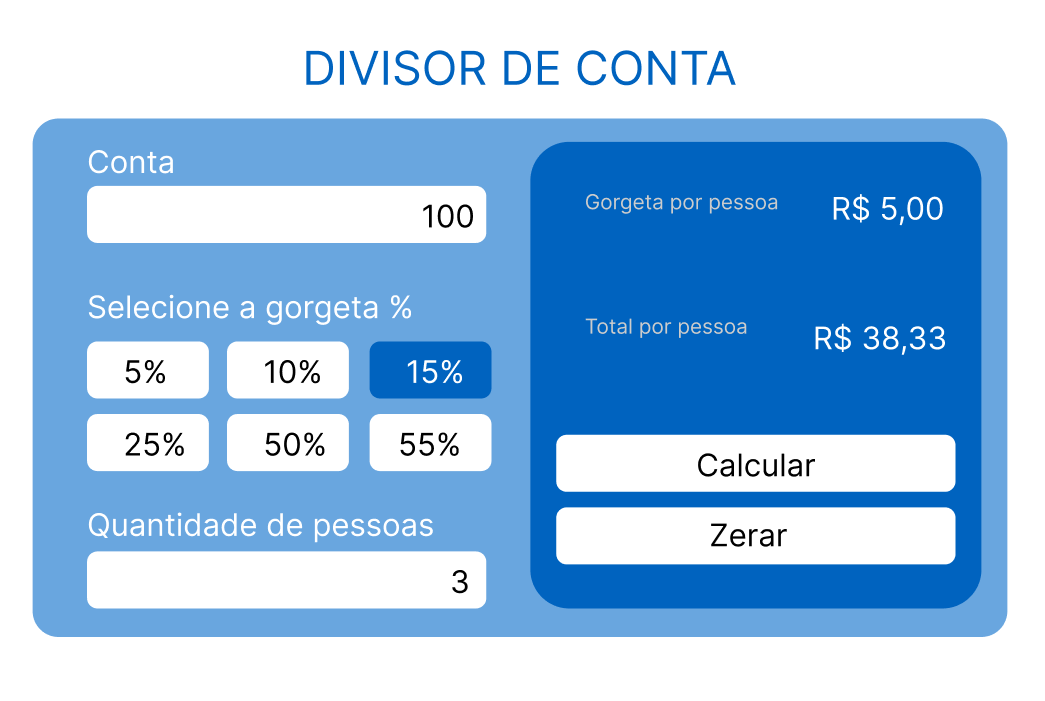 DIVISOR DE CONTA
Conta
100
Selecione a gorgeta %
5% 10% 15%
25% 50% 55%
Quantidade de pessoas
3
Gorgeta por pessoa R$ 5,00
Total por pessoa R$ 38,33
Calcular
Zerar